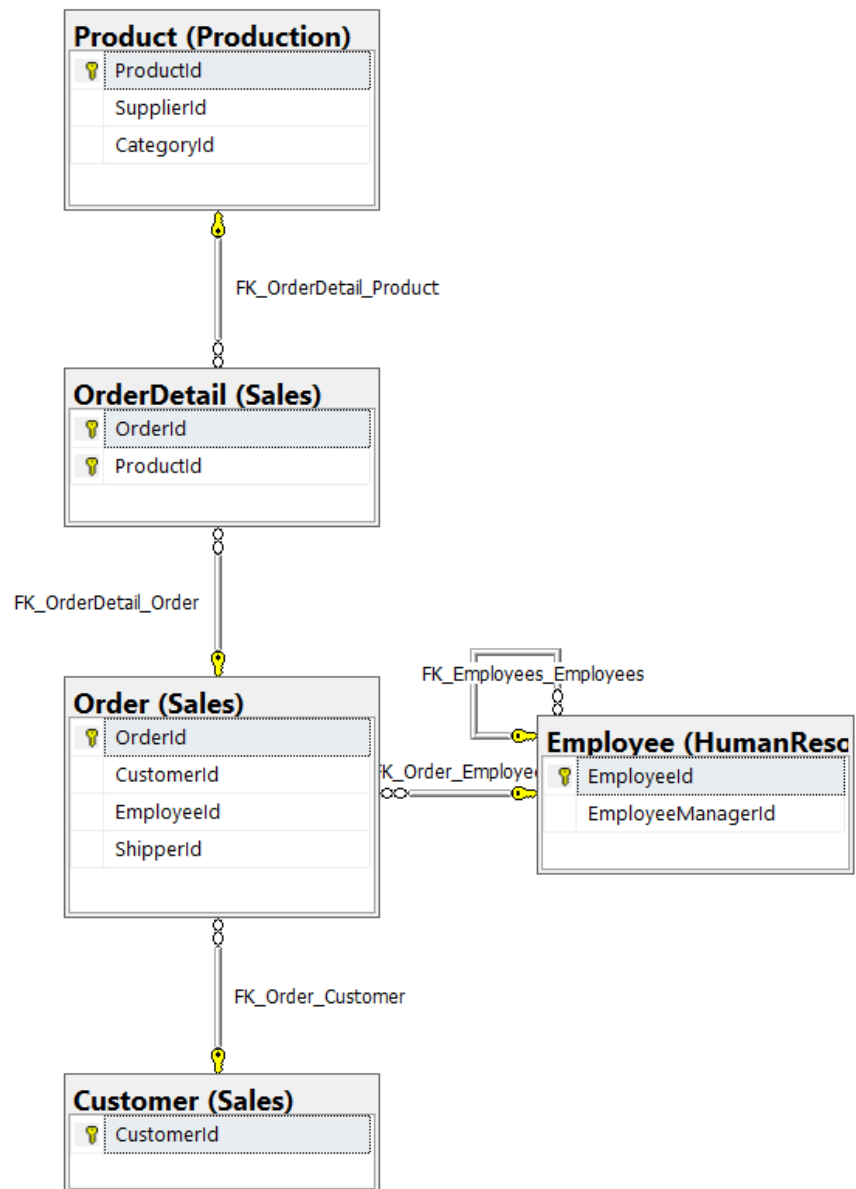 Product (Production)
ProductId
SupplierId
CategoryId
FK_OrderDetail_Product
OrderDetail (Sales)
OrderId
ProductId
FK_OrderDetail_Order
Order (Sales)
OrderId
CustomerId
EmployeeId
ShipperId
FK_Employees_Employees
K_Order_Employe
Employee (HumanReso
EmployeeId
EmployeeManagerId
FK_Order_Customer
Customer (Sales)
CustomerId